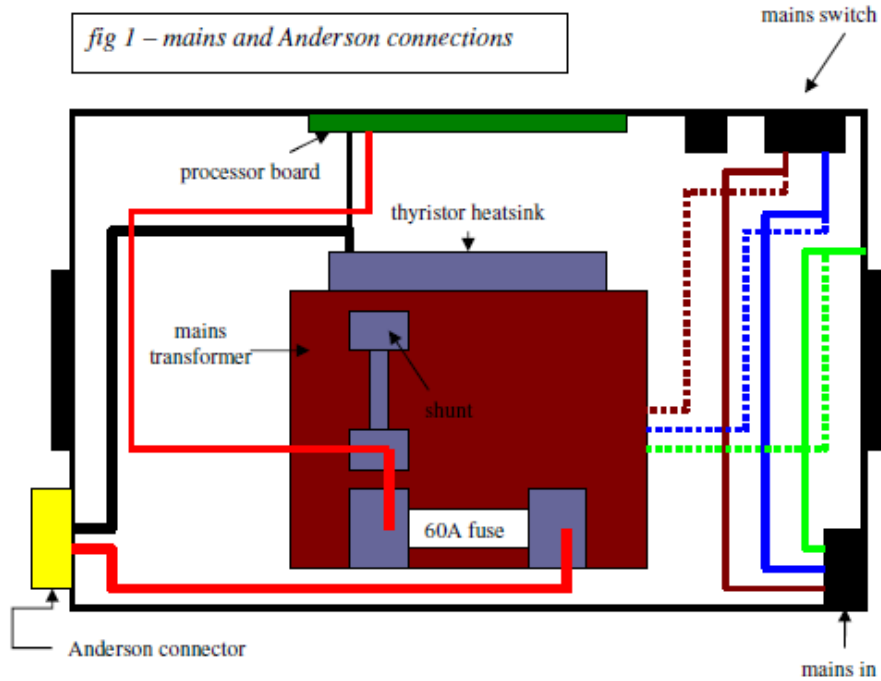 mains switch
fig 1 – mains and Anderson connections
processor board
thyristor heatsink
mains
transformer
shunt
60A fuse
Anderson connector
mains in